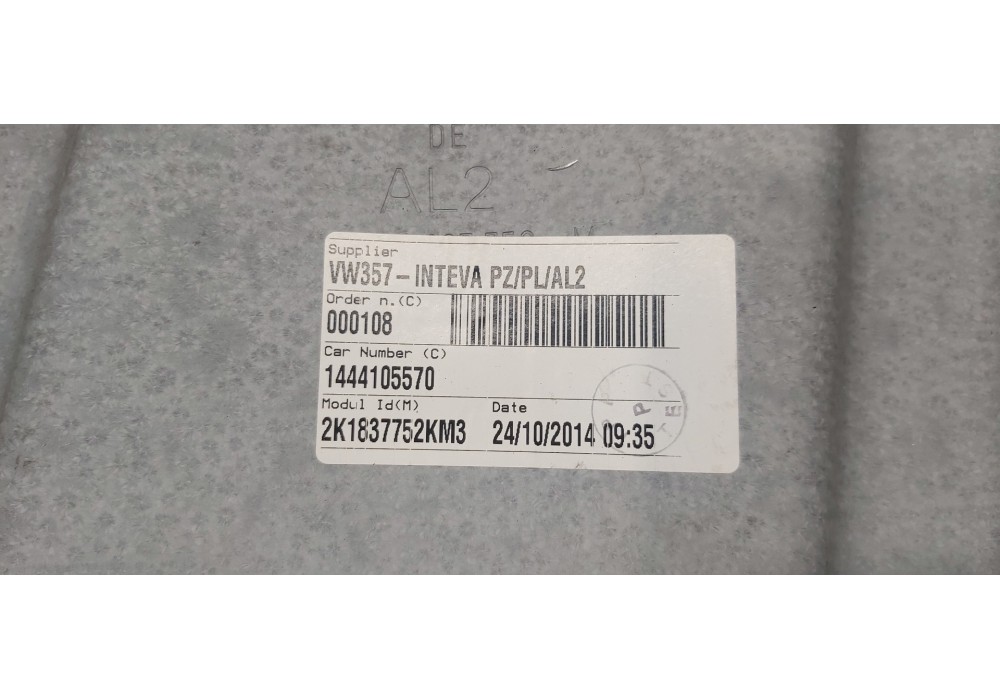 DE
AL2
Supplier
VW357-INTEVA PZ/PL/AL2
Order n.(C)
000108
Car Number (C)
1444105570
Modul Id(M) Date
2K1837752KM3 24/10/2014 09:35